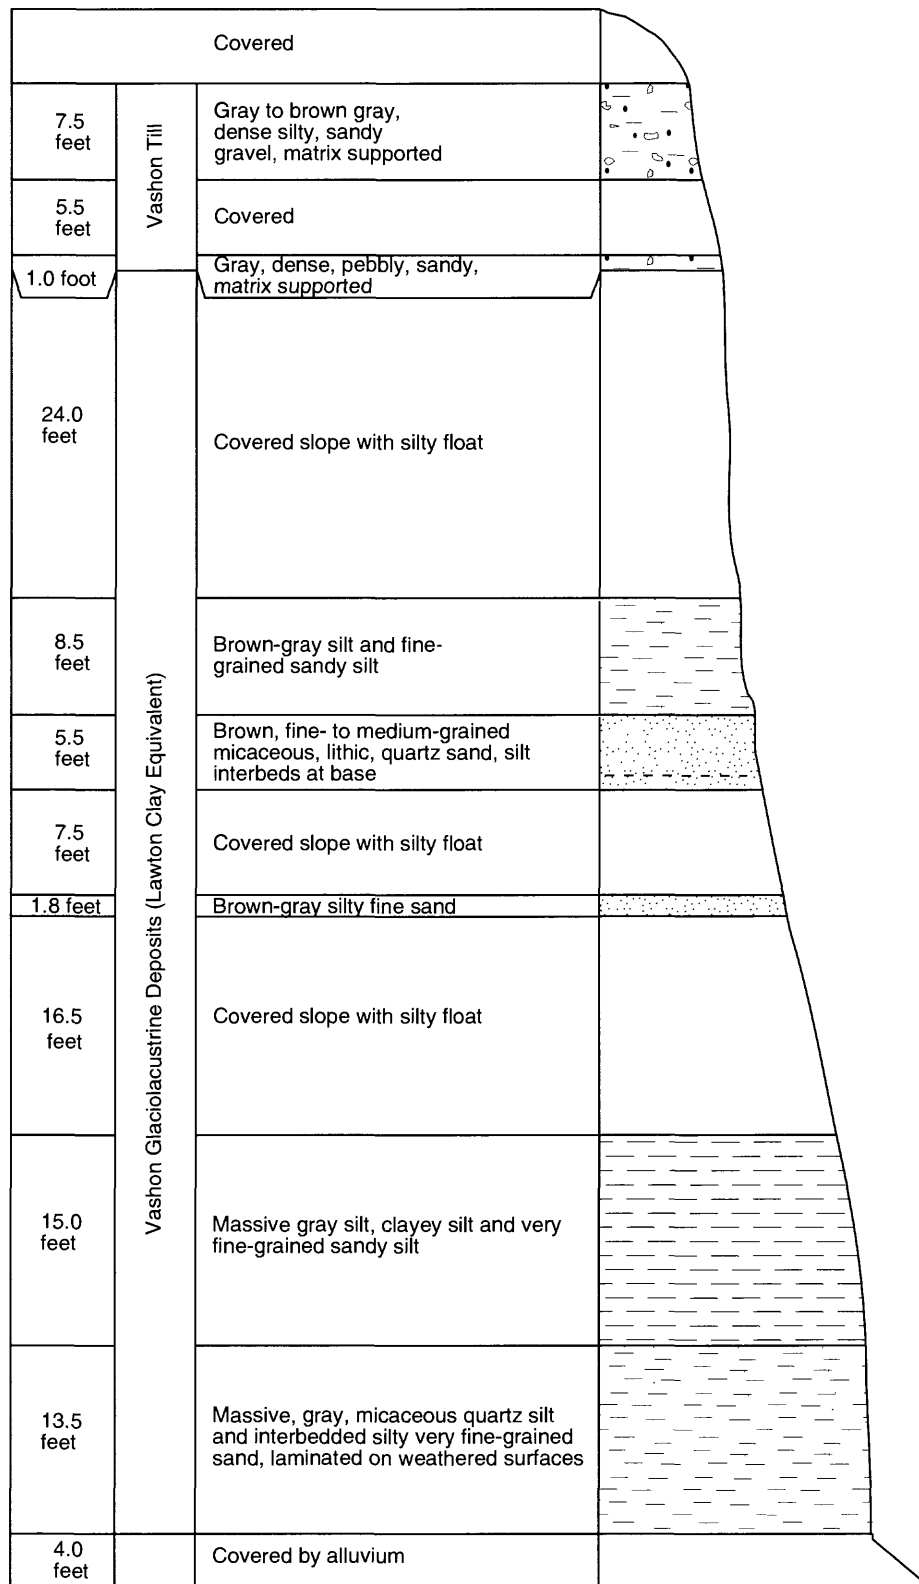 Covered
7.5
feet
Vashon Till
Gray to brown gray,
dense silty, sandy
gravel, matrix supported
5.5
feet
Covered
1.0 foot
Gray, dense, pebbly, sandy,
matrix supported
Vashon Glaciolacustrine Deposits (Lawton Clay Equivalent)
24.0
feet
Covered slope with silty float
8.5
feet
Brown-gray silt and fine-
grained sandy silt
5.5
feet
Brown, fine- to medium-grained
micaceous, lithic, quartz sand, silt
interbeds at base
7.5
feet
Covered slope with silty float
1.8 feet
Brown-gray silty fine sand
16.5
feet
Covered slope with silty float
15.0
feet
Massive gray silt, clayey silt and very
fine-grained sandy silt
13.5
feet
Massive, gray, micaceous quartz silt
and interbedded silty very fine-grained
sand, laminated on weathered surfaces
4.0
feet
Covered by alluvium